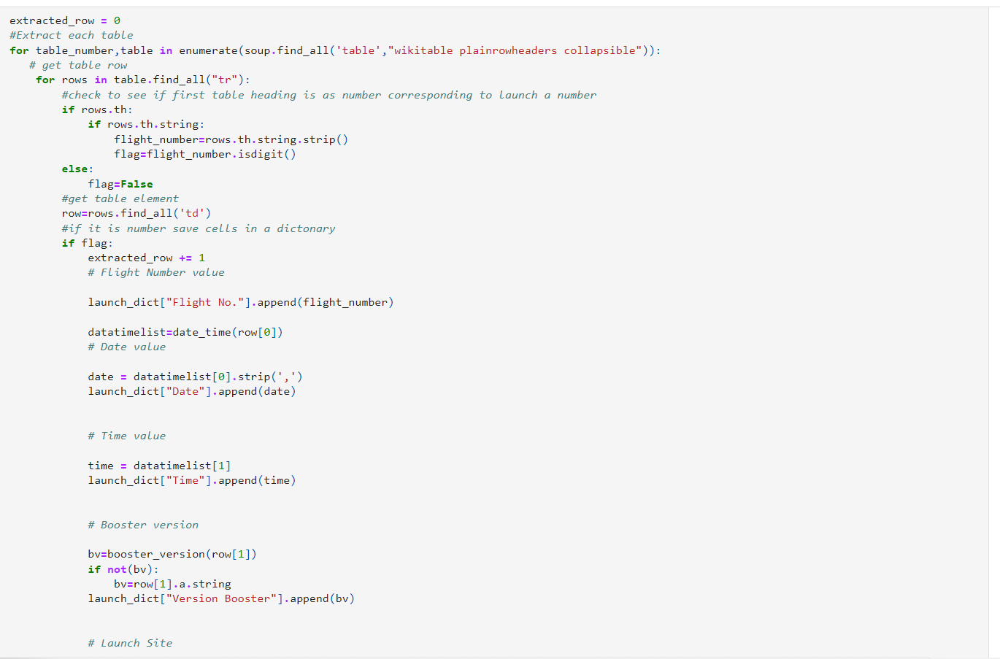 extracted_row = 0
#Extract each table
for table_number,table in enumerate(soup.find_all('table',"wikitable plainrowheaders collapsible")):
   # get table row
    for rows in table.find_all("tr"):
        #check to see if first table heading is as number corresponding to launch a number
        if rows.th:
            if rows.th.string:
                flight_number=rows.th.string.strip()
                flag=flight_number.isdigit()
        else:
            flag=False
        #get table element
        row=rows.find_all('td')
        #if it is number save cells in a dictonary
        if flag:
            extracted_row += 1
            # Flight Number value
            launch_dict["Flight No."].append(flight_number)
            datatimelist=date_time(row[0])
            # Date value
            date = datatimelist[0].strip(',')
            launch_dict["Date"].append(date)
            # Time value
            time = datatimelist[1]
            launch_dict["Time"].append(time)
            # Booster version
            bv=booster_version(row[1])
            if not(bv):
                bv=row[1].a.string
            launch_dict["Version Booster"].append(bv)
            # Launch Site